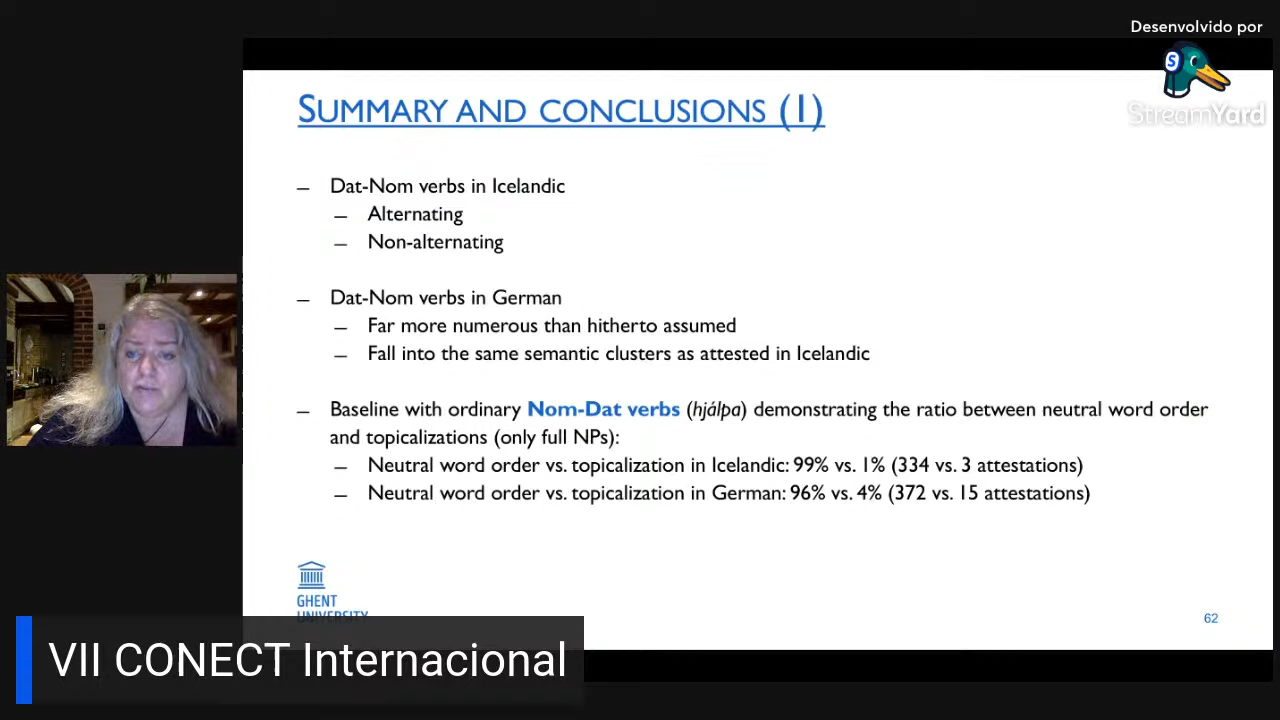 Desenvolvido por
S
StreamYard
SUMMARY AND CONCLUSIONS (1)
– Dat-Nom verbs in Icelandic
– Alternating
– Non-alternating
– Dat-Nom verbs in German
– Far more numerous than hitherto assumed
– Fall into the same semantic clusters as attested in Icelandic
– Baseline with ordinary Nom-Dat verbs (hjálpa) demonstrating the ratio between neutral word order
and topicalizations (only full NPs):
– Neutral word order vs. topicalization in Icelandic: 99% vs. 1% (334 vs. 3 attestations)
– Neutral word order vs. topicalization in German: 96% vs. 4% (372 vs. 15 attestations)
GHENT
UNIVERSITY
62
VII CONECT Internacional